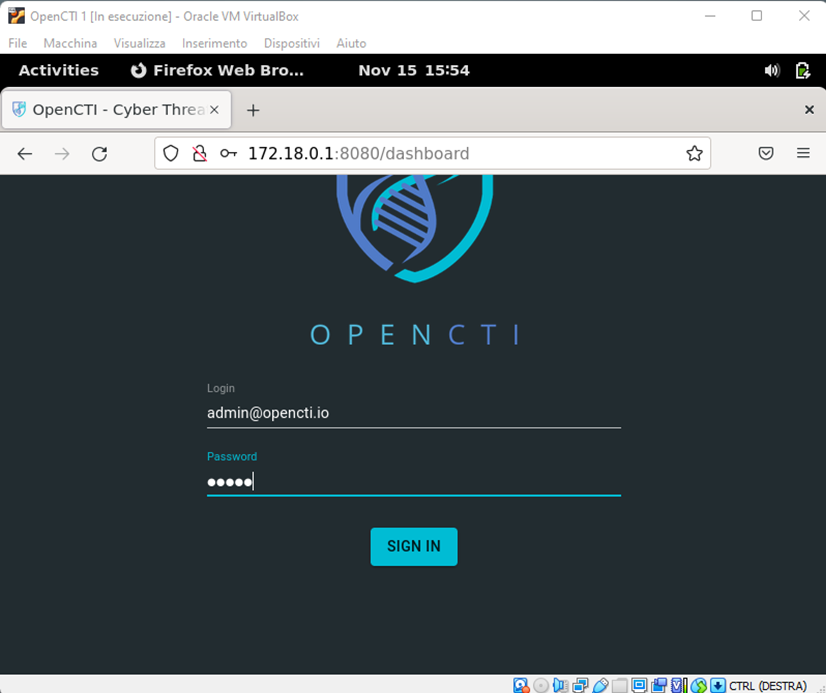 OpenCTI 1 [In esecuzione] - Oracle VM VirtualBox
File Macchina Visualizza Inserimento Dispositivi Aiuto
Activities Firefox Web Bro... Nov 15 15:54
OpenCTI - Cyber Threa
172.18.0.1:8080/dashboard
OPENCTI
Login
admin@opencti.io
Password
•••••
SIGN IN
CTRL (DESTRA)